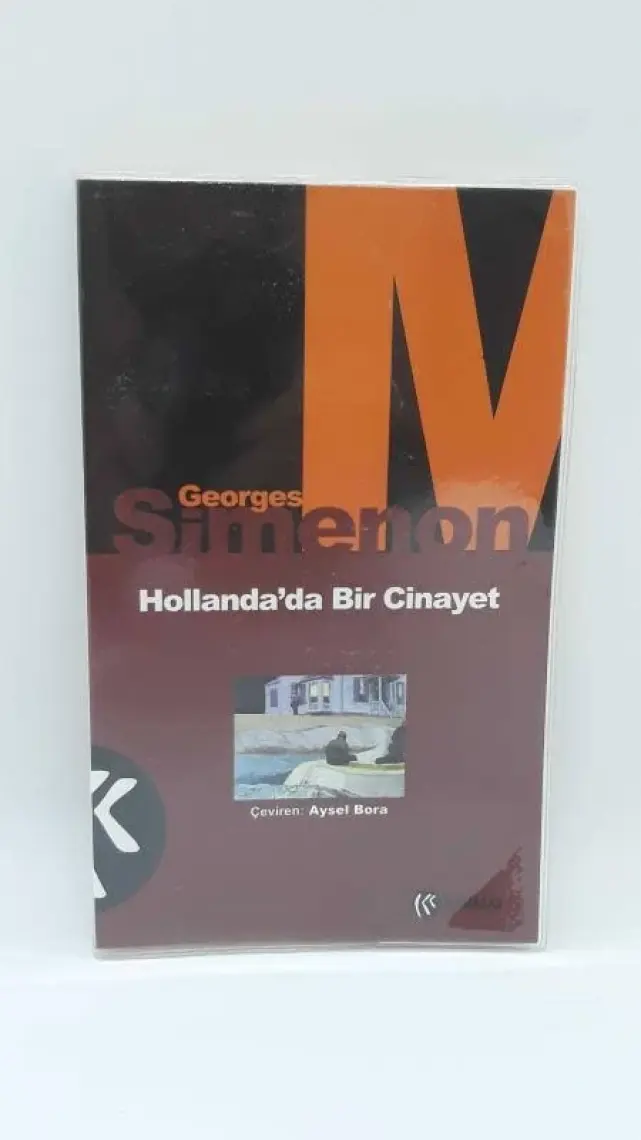 M
Georges
Simenon
Hollanda'da Bir Cinayet
Çeviren: Aysel Bora